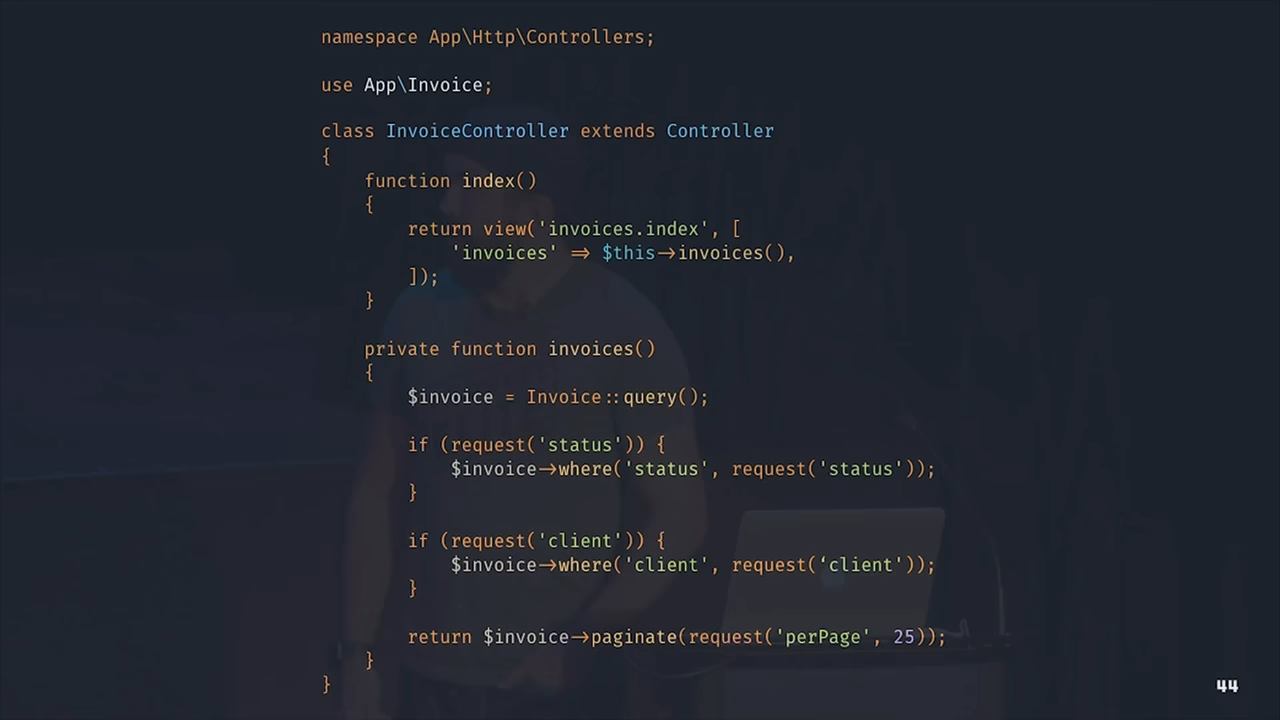 namespace App\Http\Controllers;
use App\Invoice;
class InvoiceController extends Controller
{
function index()
{
return view('invoices.index', [
'invoices' => $this->invoices(),
]);
}
private function invoices()
{
$invoice = Invoice::query();
if (request('status')) {
$invoice->where('status', request('status'));
}
if (request('client')) {
$invoice->where('client', request(‘client'));
}
return $invoice->paginate(request('perPage', 25));
}
}
44